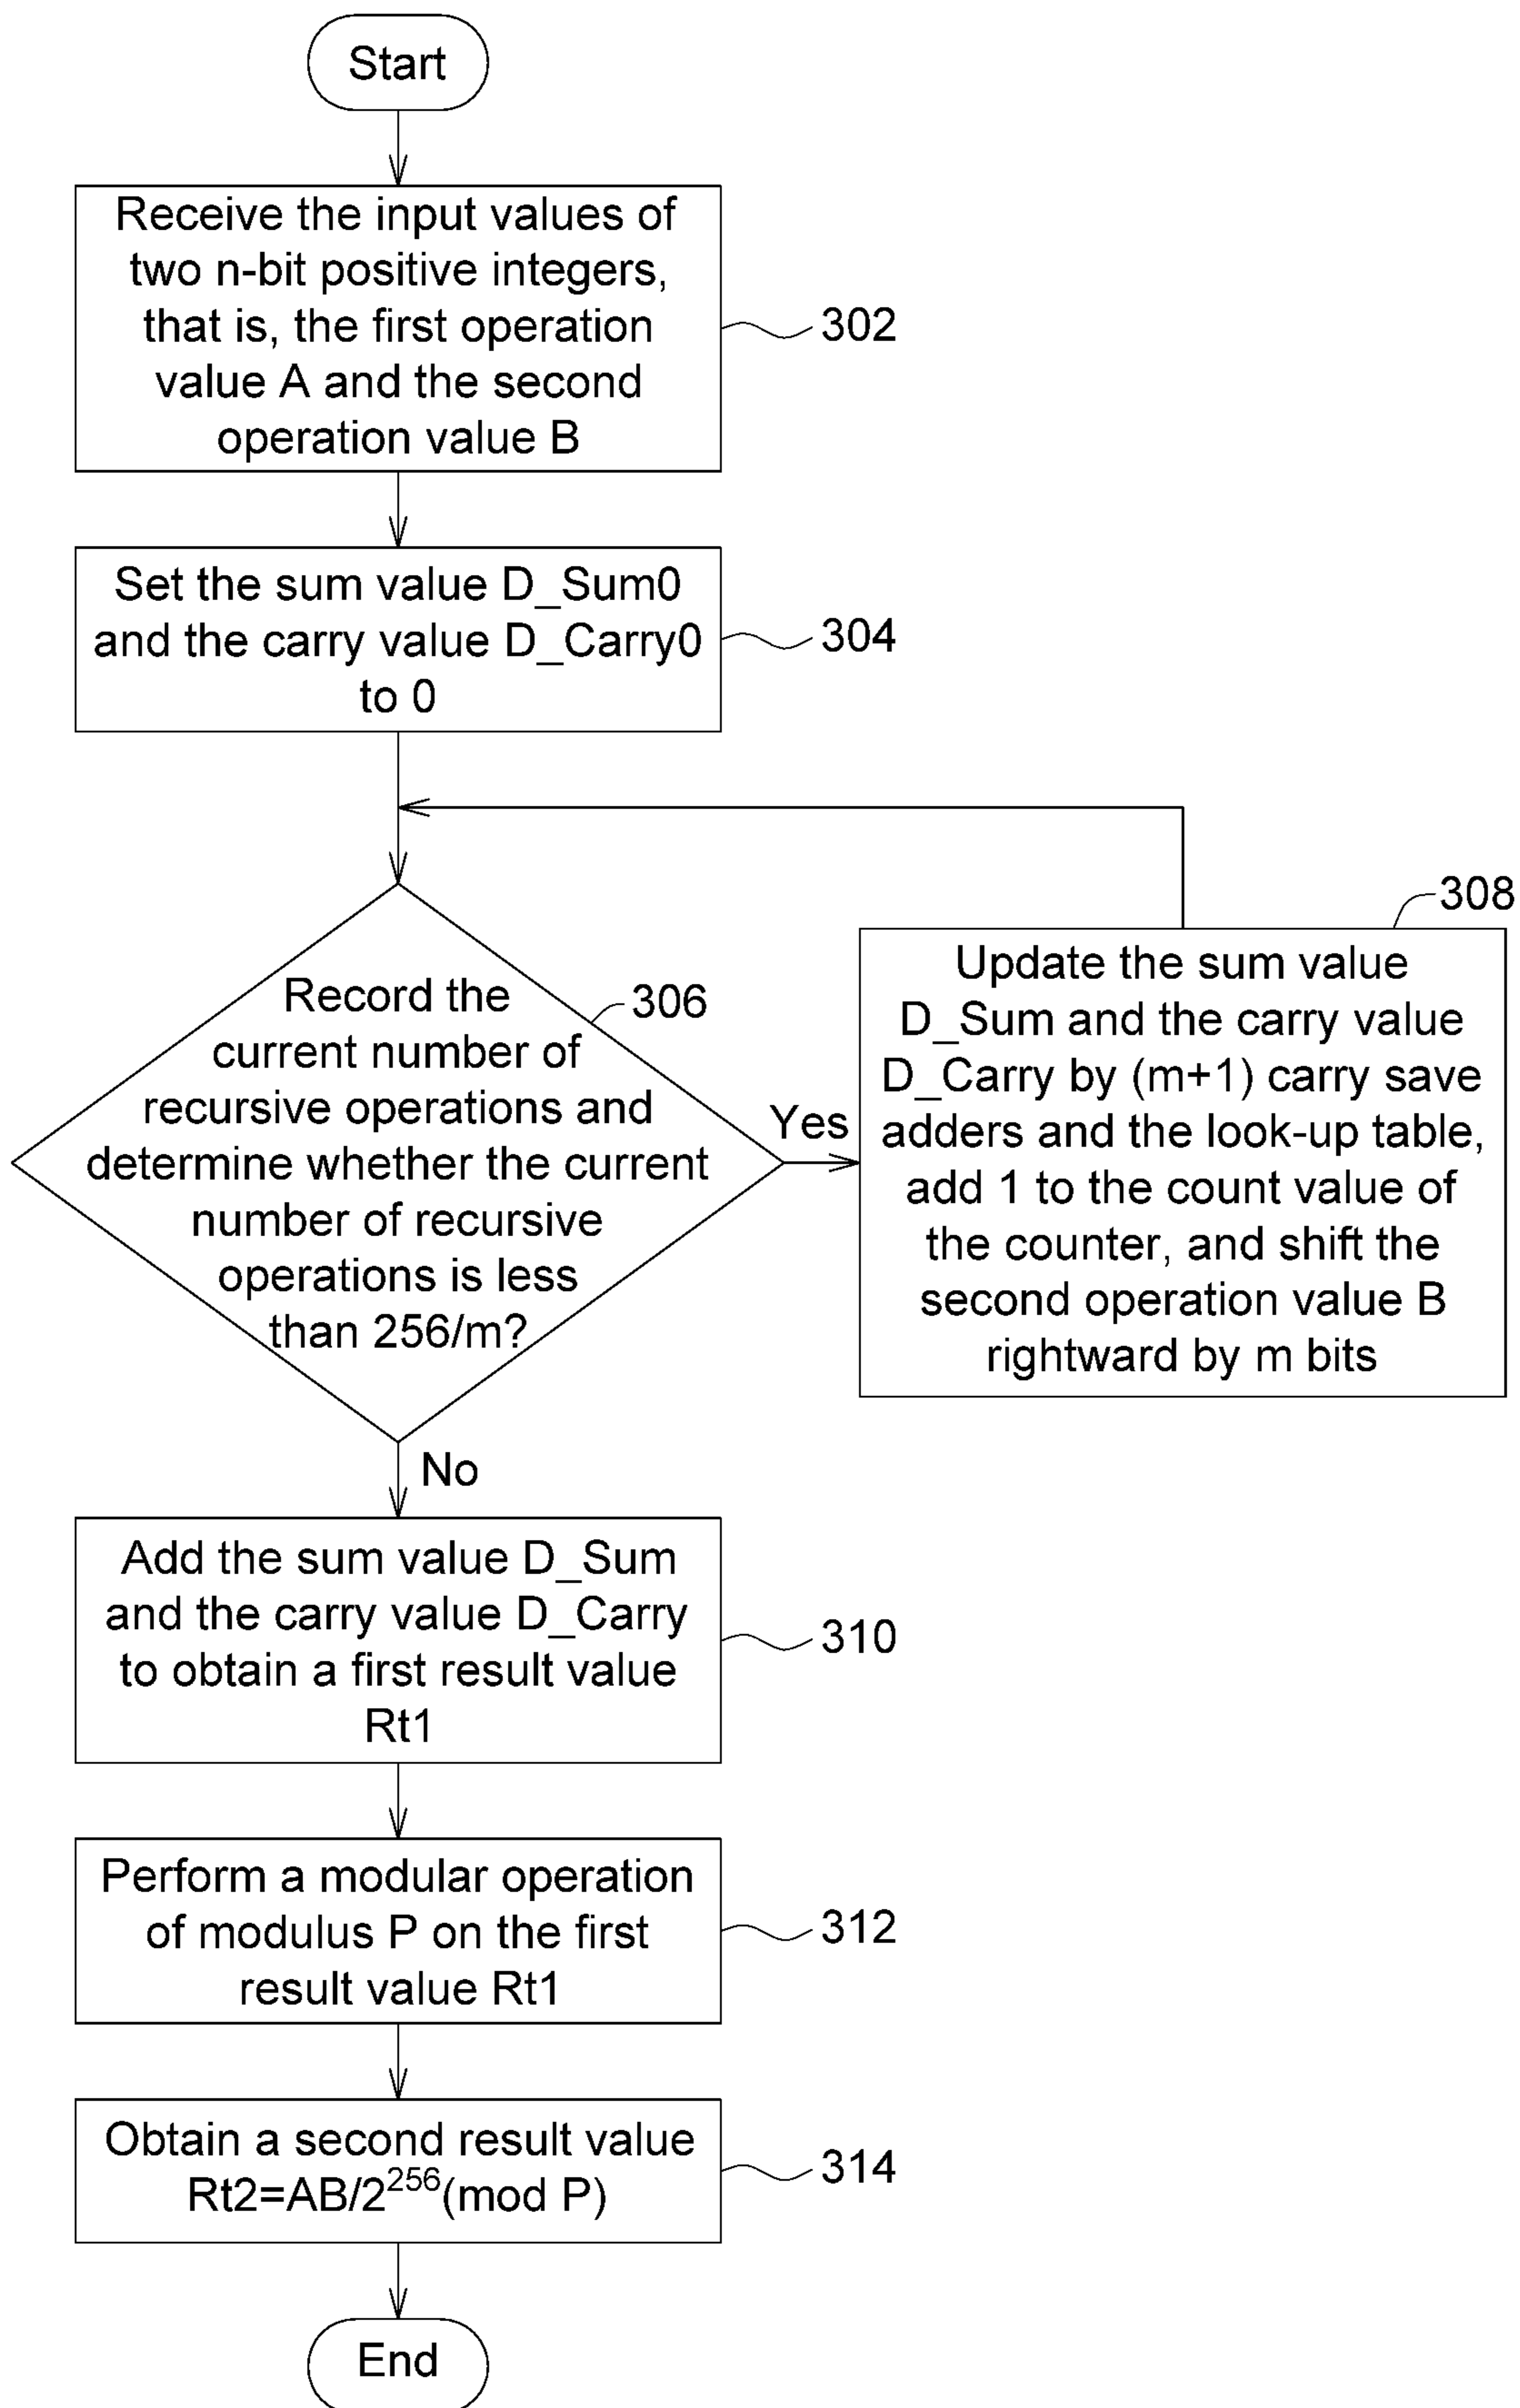 Start
Receive the input values of
two n-bit positive integers,
that is, the first operation
value A and the second
operation value B
302
Set the sum value D_Sum0
and the carry value D_Carry0
to 0
304
Record the
current number of
recursive operations and
determine whether the current
number of recursive
operations is less
than 256/m?
306
Yes
308
Update the sum value
D_Sum and the carry value
D_Carry by (m+1) carry save
adders and the look-up table,
add 1 to the count value of
the counter, and shift the
second operation value B
rightward by m bits
No
Add the sum value D_Sum
and the carry value D_Carry
to obtain a first result value
Rt1
310
Perform a modular operation
of modulus P on the first
result value Rt1
312
Obtain a second result value
Rt2=AB/2^256(mod P)
314
End